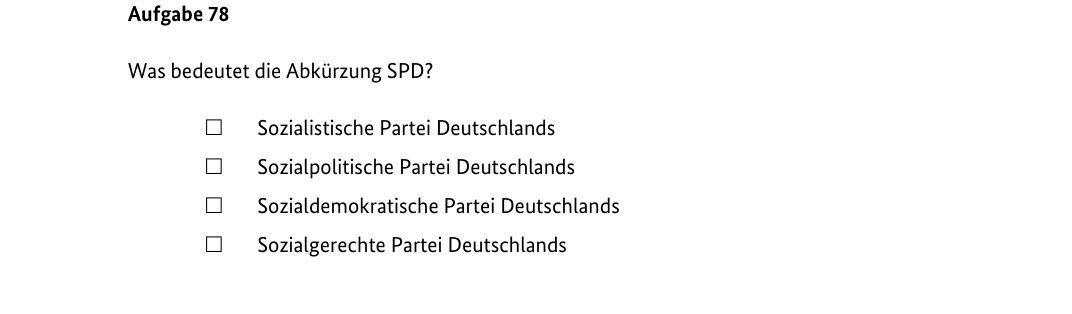 Aufgabe 78
Was bedeutet die Abkürzung SPD?
☐ Sozialistische Partei Deutschlands
☐ Sozialpolitische Partei Deutschlands
☐ Sozialdemokratische Partei Deutschlands
☐ Sozialgerechte Partei Deutschlands